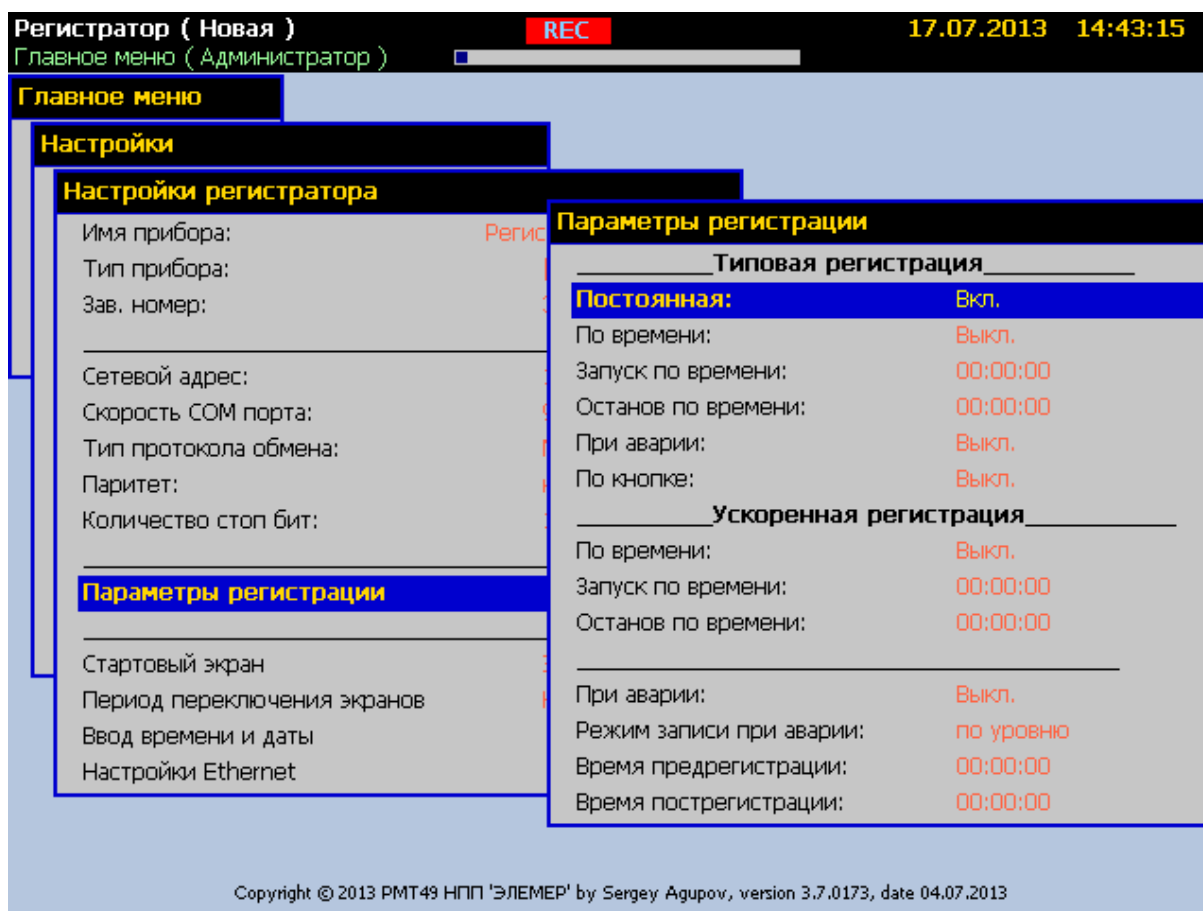 Регистратор ( Новая ) REC 17.07.2013 14:43:15
Главное меню ( Администратор )
Главное меню
Настройки
Настройки регистратора
Имя прибора: Регис
Тип прибора:
Зав. номер:
Сетевой адрес:
Скорость COM порта:
Тип протокола обмена:
Паритет:
Количество стоп бит:
Параметры регистрации
Стартовый экран
Период переключения экранов
Ввод времени и даты
Настройки Ethernet
Параметры регистрации
Типовая регистрация
Постоянная: Вкл.
По времени: Выкл.
Запуск по времени: 00:00:00
Останов по времени: 00:00:00
При аварии: Выкл.
По кнопке: Выкл.
Ускоренная регистрация
По времени: Выкл.
Запуск по времени: 00:00:00
Останов по времени: 00:00:00
При аварии: Выкл.
Режим записи при аварии: по уровню
Время предрегистрации: 00:00:00
Время пострегистрации: 00:00:00
Copyright © 2013 РМТ49 НПП 'ЭЛЕМЕР' by Sergey Agupov, version 3.7.0173, date 04.07.2013